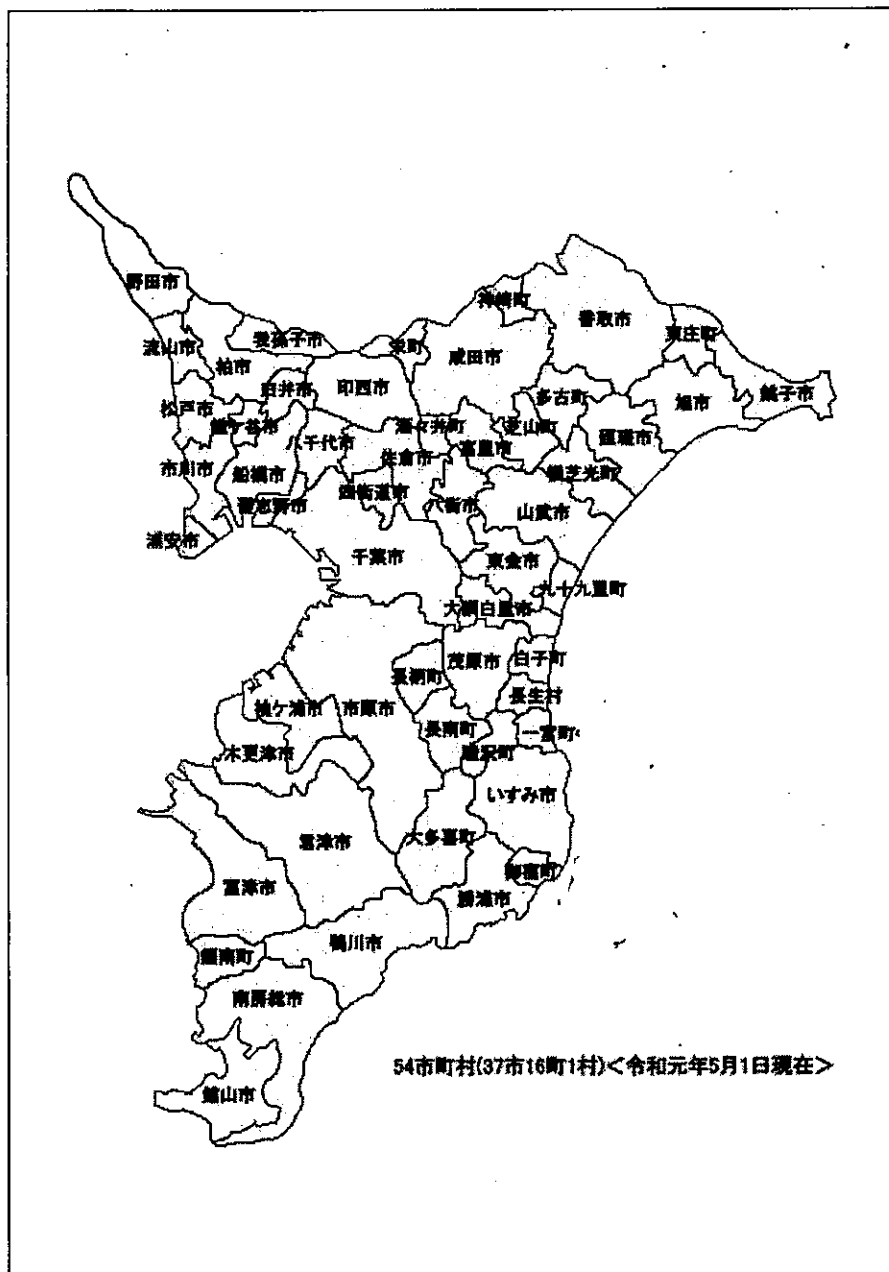 野田市
神崎町
香取市
東庄町
我孫子市
栄町
流山市
成田市
柏市
白井市
印西市
多古町
旭市
銚子市
松戸市
鎌ケ谷市
酒々井町
芝山町
匝瑳市
八千代市
富里市
佐倉市
市川市
船橋市
横芝光町
四街道市
八街市
習志野市
山武市
浦安市
千葉市
東金市
九十九里町
大網白里市
茂原市
白子町
長柄町
長生村
袖ケ浦市
市原市
長南町
一宮町
睦沢町
木更津市
いすみ市
大多喜町
君津市
御宿町
富津市
勝浦市
鴨川市
鋸南町
南房総市
54市町村(37市16町1村)<令和元年5月1日現在>
館山市